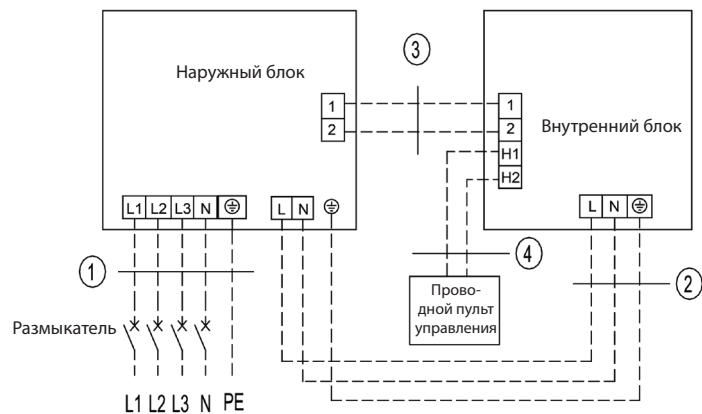 Наружный блок
3
1
2
1
2
H1
H2
Внутренний блок
L1 L2 L3 N
L N
L N
1
4
2
Прово-
дной пульт
управления
Размыкатель
L1 L2 L3 N PE